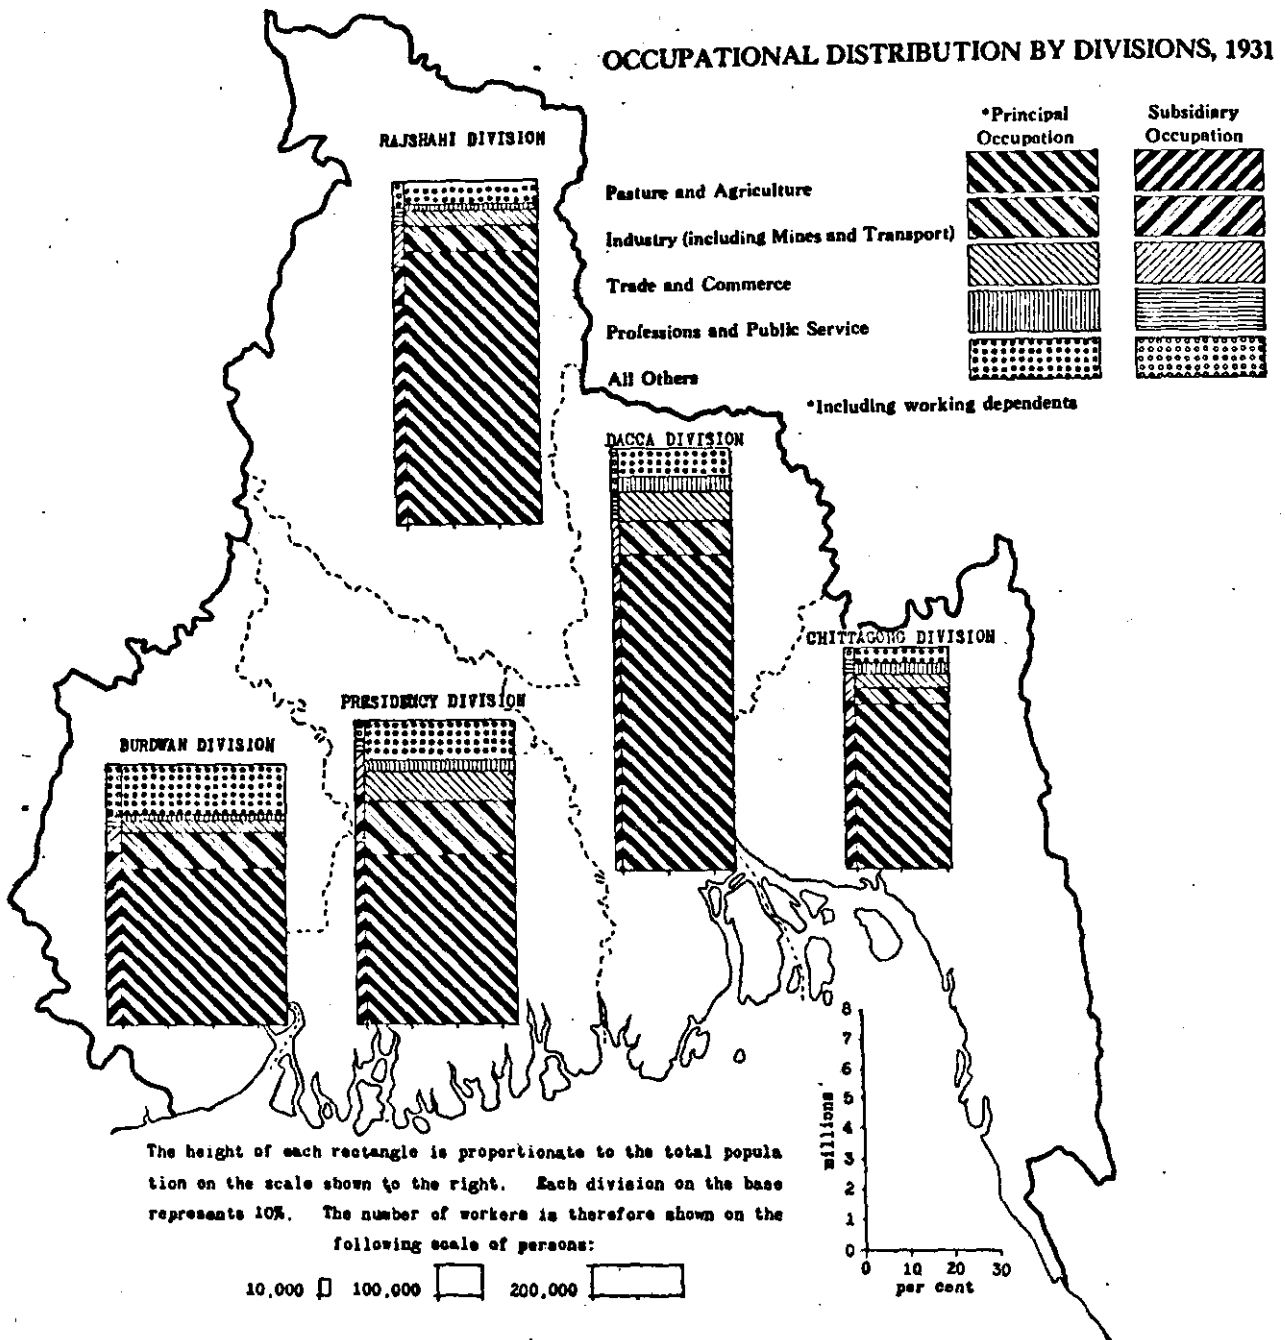 OCCUPATIONAL DISTRIBUTION BY DIVISIONS, 1931
*Principal Occupation
Subsidiary Occupation
Pasture and Agriculture
Industry (including Mines and Transport)
Trade and Commerce
Professions and Public Service
All Others
*Including working dependents
RAJSHAHI DIVISION
DACCA DIVISION
CHITTAGONG DIVISION
PRESIDENCY DIVISION
BURDWAN DIVISION
The height of each rectangle is proportionate to the total popula
tion on the scale shown to the right. Each division on the base
represents 10%. The number of workers is therefore shown on the
following scale of persons:
10,000 100,000 200,000
millions
8
7
6
5
4
3
2
1
0
0 10 20 30
per cent